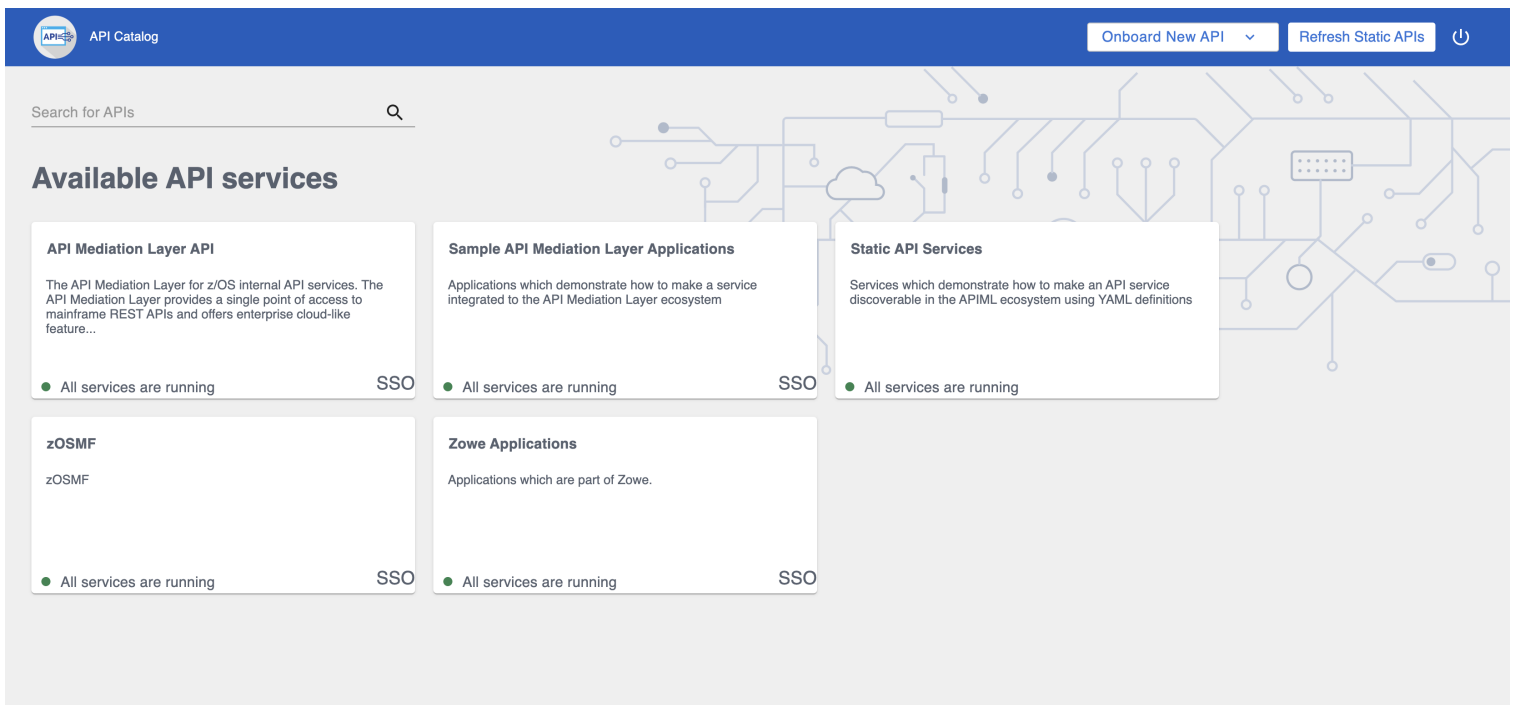 API
API Catalog
Onboard New API
Refresh Static APIs
Search for APIs
Available API services
API Mediation Layer API
The API Mediation Layer for z/OS internal API services. The
API Mediation Layer provides a single point of access to
mainframe REST APIs and offers enterprise cloud-like
feature...
All services are running
SSO
Sample API Mediation Layer Applications
Applications which demonstrate how to make a service
integrated to the API Mediation Layer ecosystem
All services are running
SSO
Static API Services
Services which demonstrate how to make an API service
discoverable in the APIML ecosystem using YAML definitions
All services are running
zOSMF
zOSMF
All services are running
SSO
Zowe Applications
Applications which are part of Zowe.
All services are running
SSO